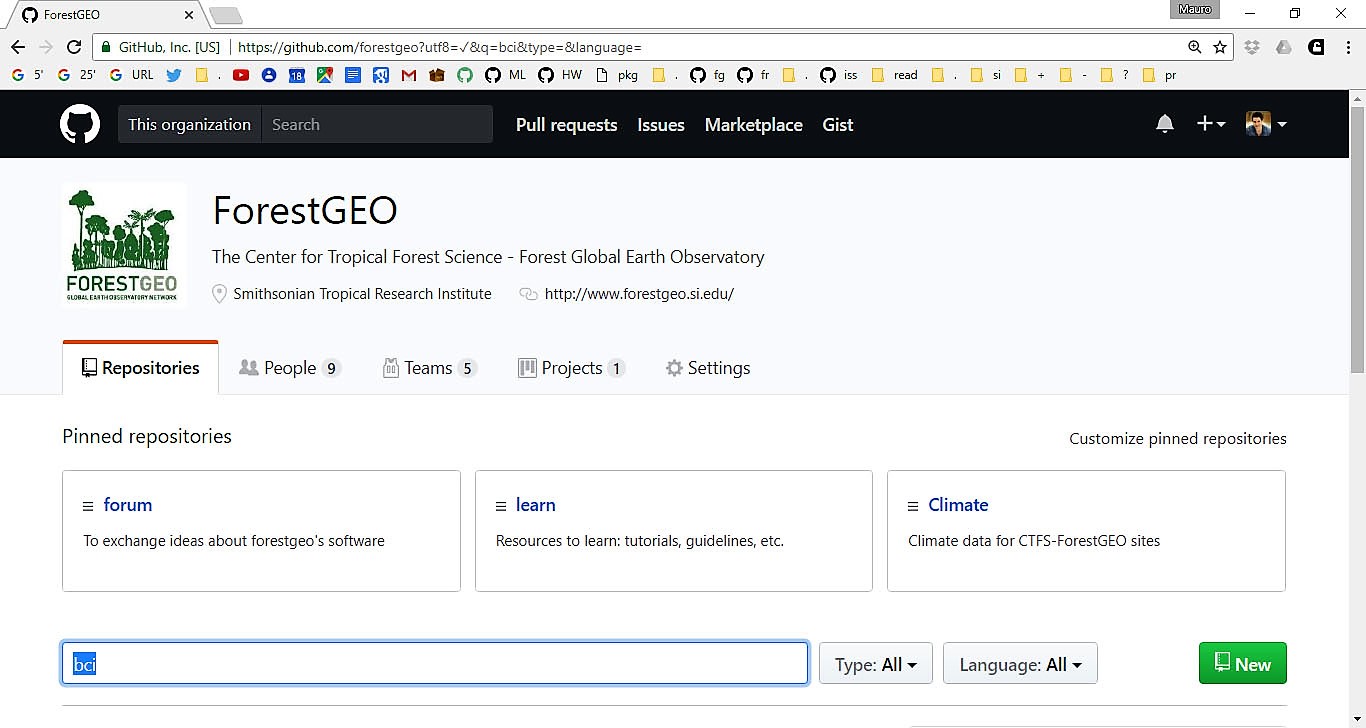 ForestGEO
Mauro
GitHub, Inc. [US] | https://github.com/forestgeo?utf8=✓&q=bci&type=&language=
5' 25' URL . 18 ML HW pkg . fg fr . iss read . si + - ? pr
This organization Search Pull requests Issues Marketplace Gist
FORESTGEO
GLOBAL EARTH OBSERVATORY NETWORK
ForestGEO
The Center for Tropical Forest Science - Forest Global Earth Observatory
Smithsonian Tropical Research Institute http://www.forestgeo.si.edu/
Repositories People 9 Teams 5 Projects 1 Settings
Pinned repositories Customize pinned repositories
forum learn Climate
To exchange ideas about forestgeo's software Resources to learn: tutorials, guidelines, etc. Climate data for CTFS-ForestGEO sites
bci Type: All Language: All New